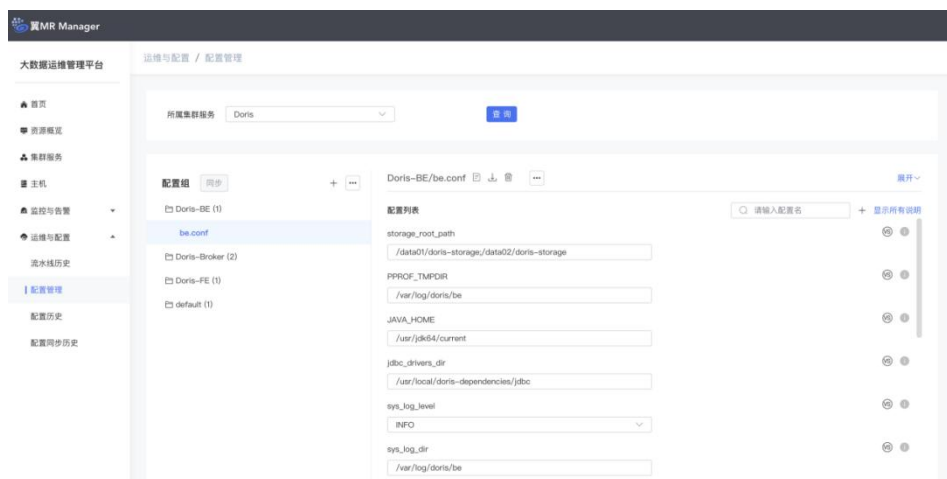 翼MR Manager
大数据运维管理平台
运维与配置 / 配置管理
首页
资源概览
集群服务
主机
监控与告警
运维与配置
流水线历史
配置管理
配置历史
配置同步历史
所属集群服务 Doris 查询
配置组 同步
Doris-BE (1)
be.conf
Doris-Broker (2)
Doris-FE (1)
default (1)
Doris-BE/be.conf 展开
配置列表 请输入配置名 显示所有说明
storage_root_path
/data01/doris-storage;/data02/doris-storage
PPROF_TMPDIR
/var/log/doris/be
JAVA_HOME
/usr/jdk64/current
jdbc_drivers_dir
/usr/local/doris-dependencies/jdbc
sys_log_level
INFO
sys_log_dir
/var/log/doris/be